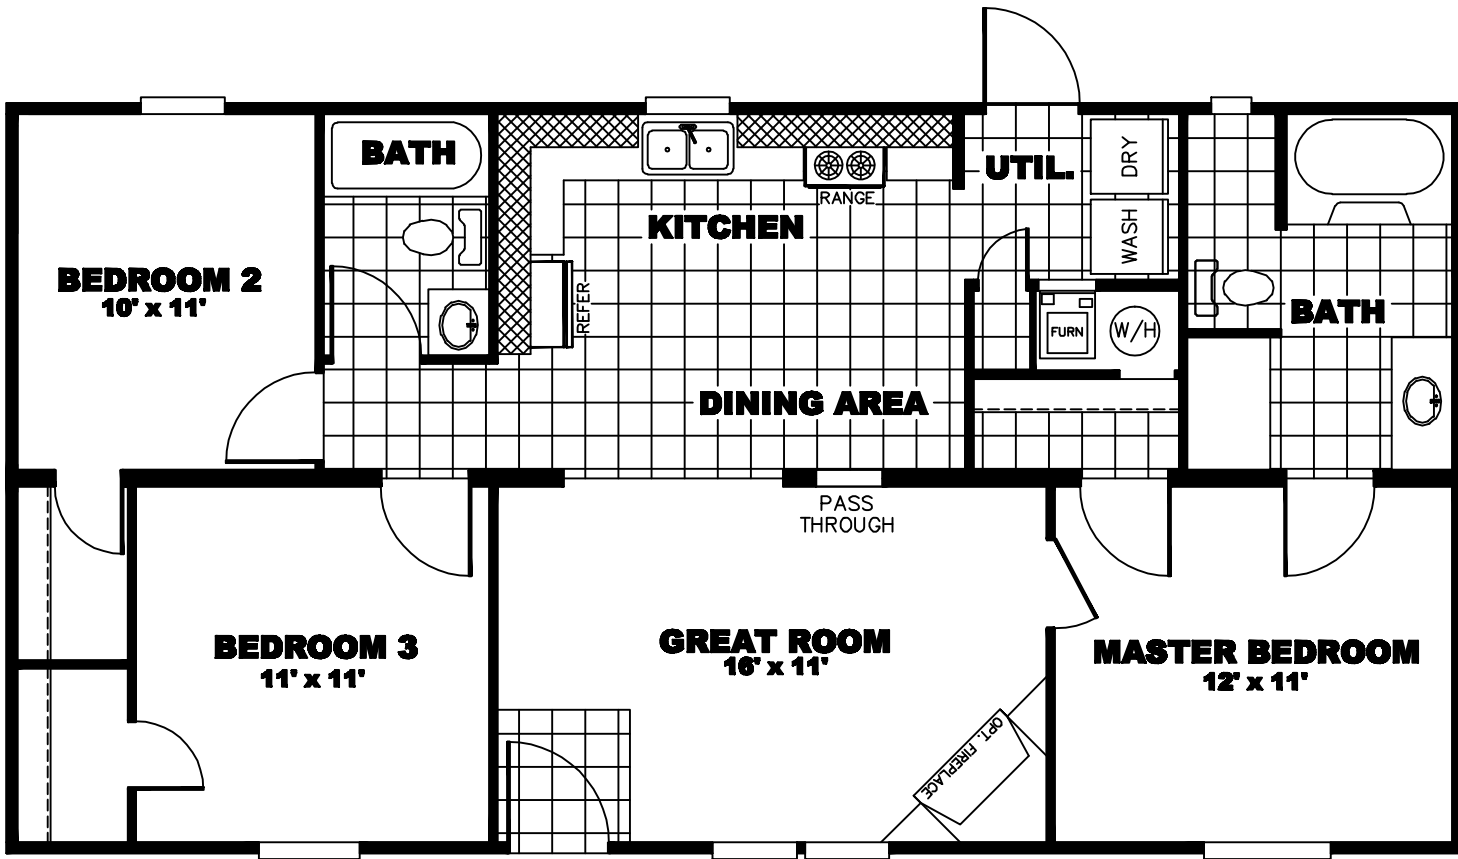 BATH
UTIL.
DRY
RANGE
KITCHEN
WASH
BEDROOM 2
10' x 11'
REFER
BATH
FURN
W/H
DINING AREA
PASS
THROUGH
BEDROOM 3
11' x 11'
GREAT ROOM
16' x 11'
MASTER BEDROOM
12' x 11'
OPT. FIREPLACE